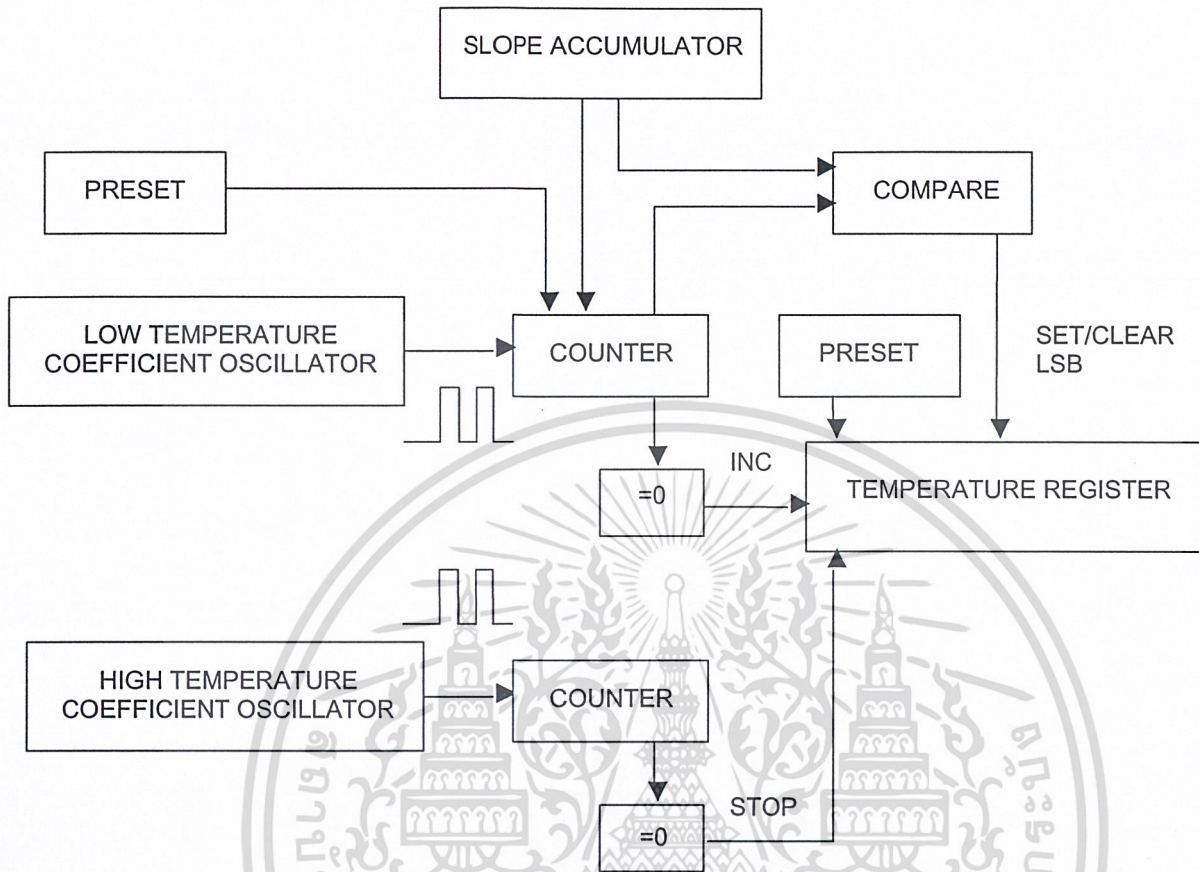 SLOPE ACCUMULATOR
PRESET
COMPARE
LOW TEMPERATURE
COEFFICIENT OSCILLATOR
COUNTER
PRESET
SET/CLEAR
LSB
=0
INC
TEMPERATURE REGISTER
HIGH TEMPERATURE
COEFFICIENT OSCILLATOR
COUNTER
=0
STOP